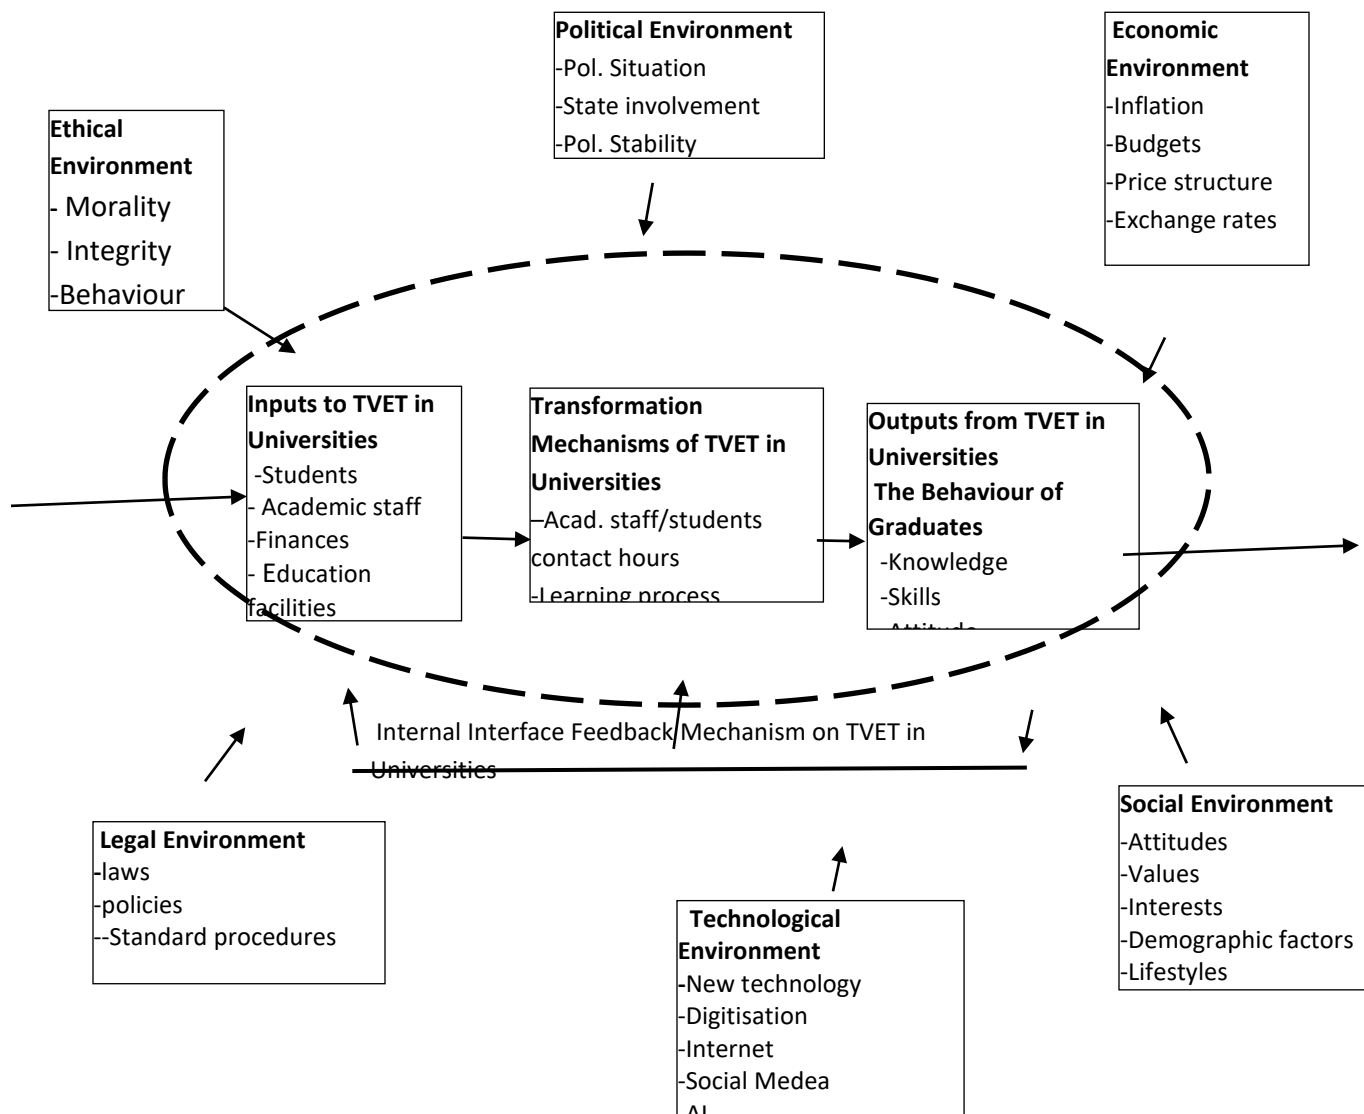 Political Environment
-Pol. Situation
-State involvement
-Pol. Stability
Economic
Environment
-Inflation
-Budgets
-Price structure
-Exchange rates
Ethical
Environment
- Morality
- Integrity
-Behaviour
Inputs to TVET in
Universities
-Students
- Academic staff
-Finances
- Education
facilities
Transformation
Mechanisms of TVET in
Universities
–Acad. staff/students
contact hours
-Learning process
Outputs from TVET in
Universities
The Behaviour of
Graduates
-Knowledge
-Skills
-Attitude
Internal Interface Feedback Mechanism on TVET in
Universities
Legal Environment
-laws
-policies
--Standard procedures
Technological
Environment
-New technology
-Digitisation
-Internet
-Social Medea
-AI
Social Environment
-Attitudes
-Values
-Interests
-Demographic factors
-Lifestyles